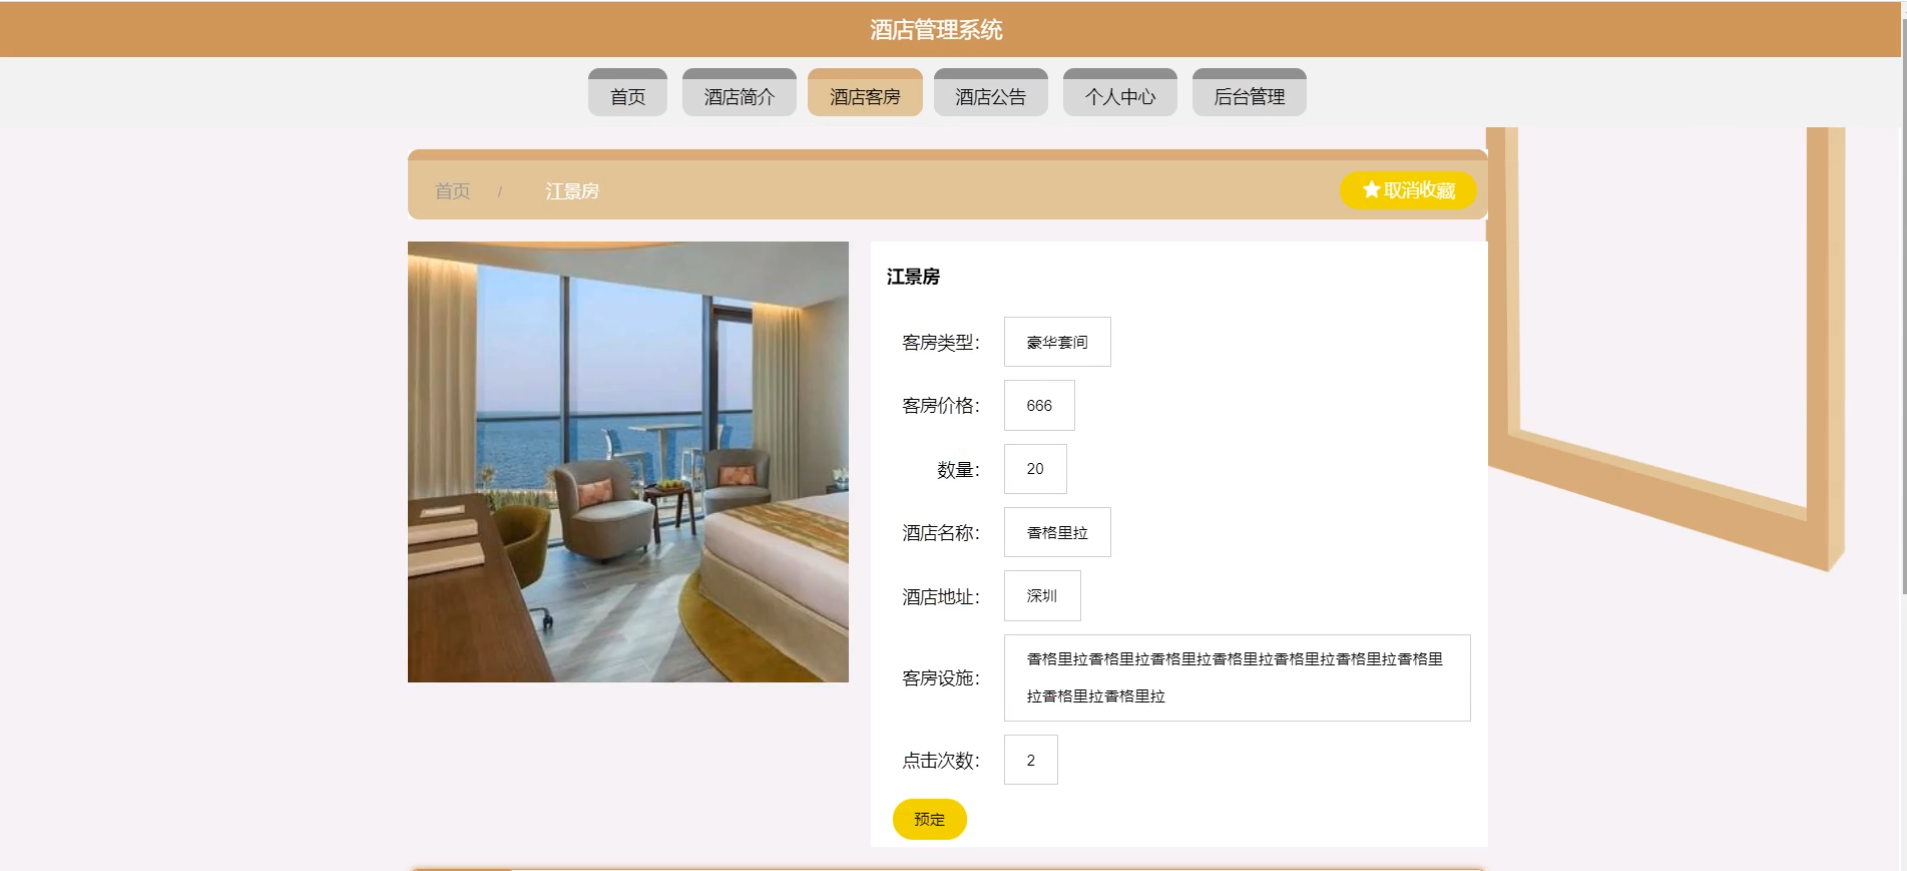 酒店管理系统
首页 酒店简介 酒店客房 酒店公告 个人中心 后台管理
首页 / 江景房 ★取消收藏
江景房
客房类型： 豪华套间
客房价格： 666
数量： 20
酒店名称： 香格里拉
酒店地址： 深圳
客房设施： 香格里拉香格里拉香格里拉香格里拉香格里拉香格里拉香格里
拉香格里拉香格里拉
点击次数： 2
预定